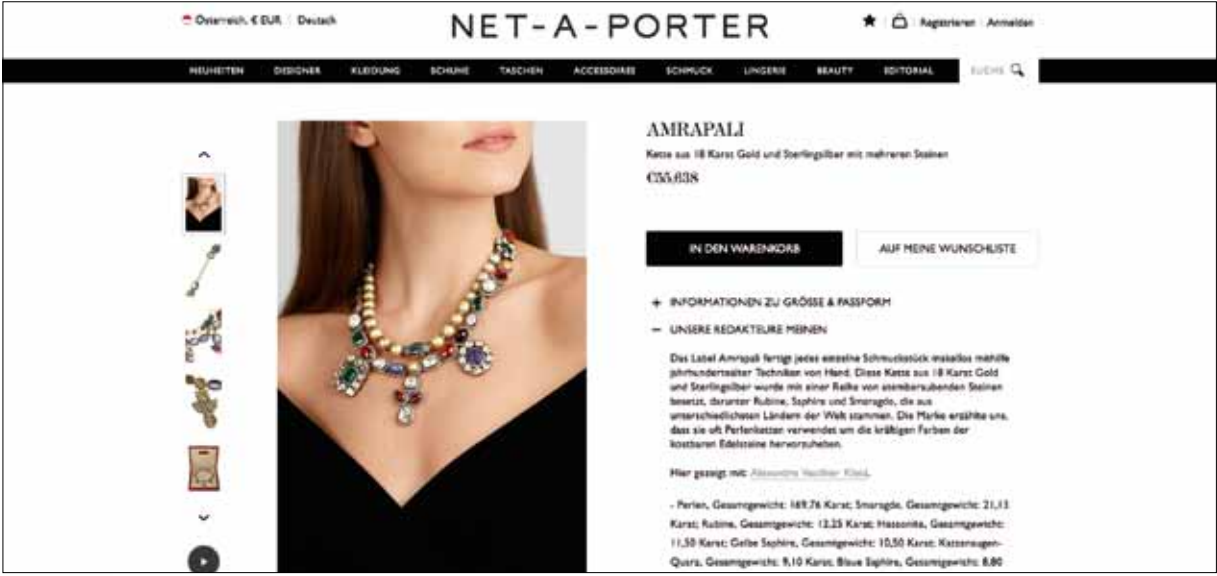 Österreich, € EUR Deutsch
NET-A-PORTER
Registrieren Anmelden
NEUHEITEN DESIGNER KLEIDUNG SCHUHE TASCHEN ACCESSOIRES SCHMUCK LINGERIE BEAUTY EDITORIAL SUCHE
AMRAPALI
Kette aus 18 Karat Gold und Sterlingsilber mit mehreren Steinen
€55,638
IN DEN WARENKORB AUF MEINE WUNSCHLISTE
+ INFORMATIONEN ZU GRÖSSE & PASSFORM
− UNSERE REDAKTEURE MEINEN
Das Label Amrapali fertigt jedes einzelne Schmuckstück makellos mithilfe
jahrhundertealter Techniken von Hand. Diese Kette aus 18 Karat Gold
und Sterlingsilber wurde mit einer Reihe von atemberaubenden Steinen
besetzt, darunter Rubine, Saphire und Smaragde, die aus
unterschiedlichsten Ländern der Welt stammen. Die Marke erzählte uns,
dass sie oft Perlenketten verwendet um die kräftigen Farben der
kostbaren Edelsteine hervorzuheben.
Hier gezeigt mit: Alexandre Vauthier Kleid.
- Perlen, Gesamtgewicht: 169,76 Karat; Smaragde, Gesamtgewicht: 21,13
Karat; Rubine, Gesamtgewicht: 12,25 Karat; Hessonite, Gesamtgewicht:
11,50 Karat; Gelbe Saphire, Gesamtgewicht: 10,50 Karat; Katzenaugen-
Quarz, Gesamtgewicht: 9,10 Karat; Blaue Saphire, Gesamtgewicht: 8,80